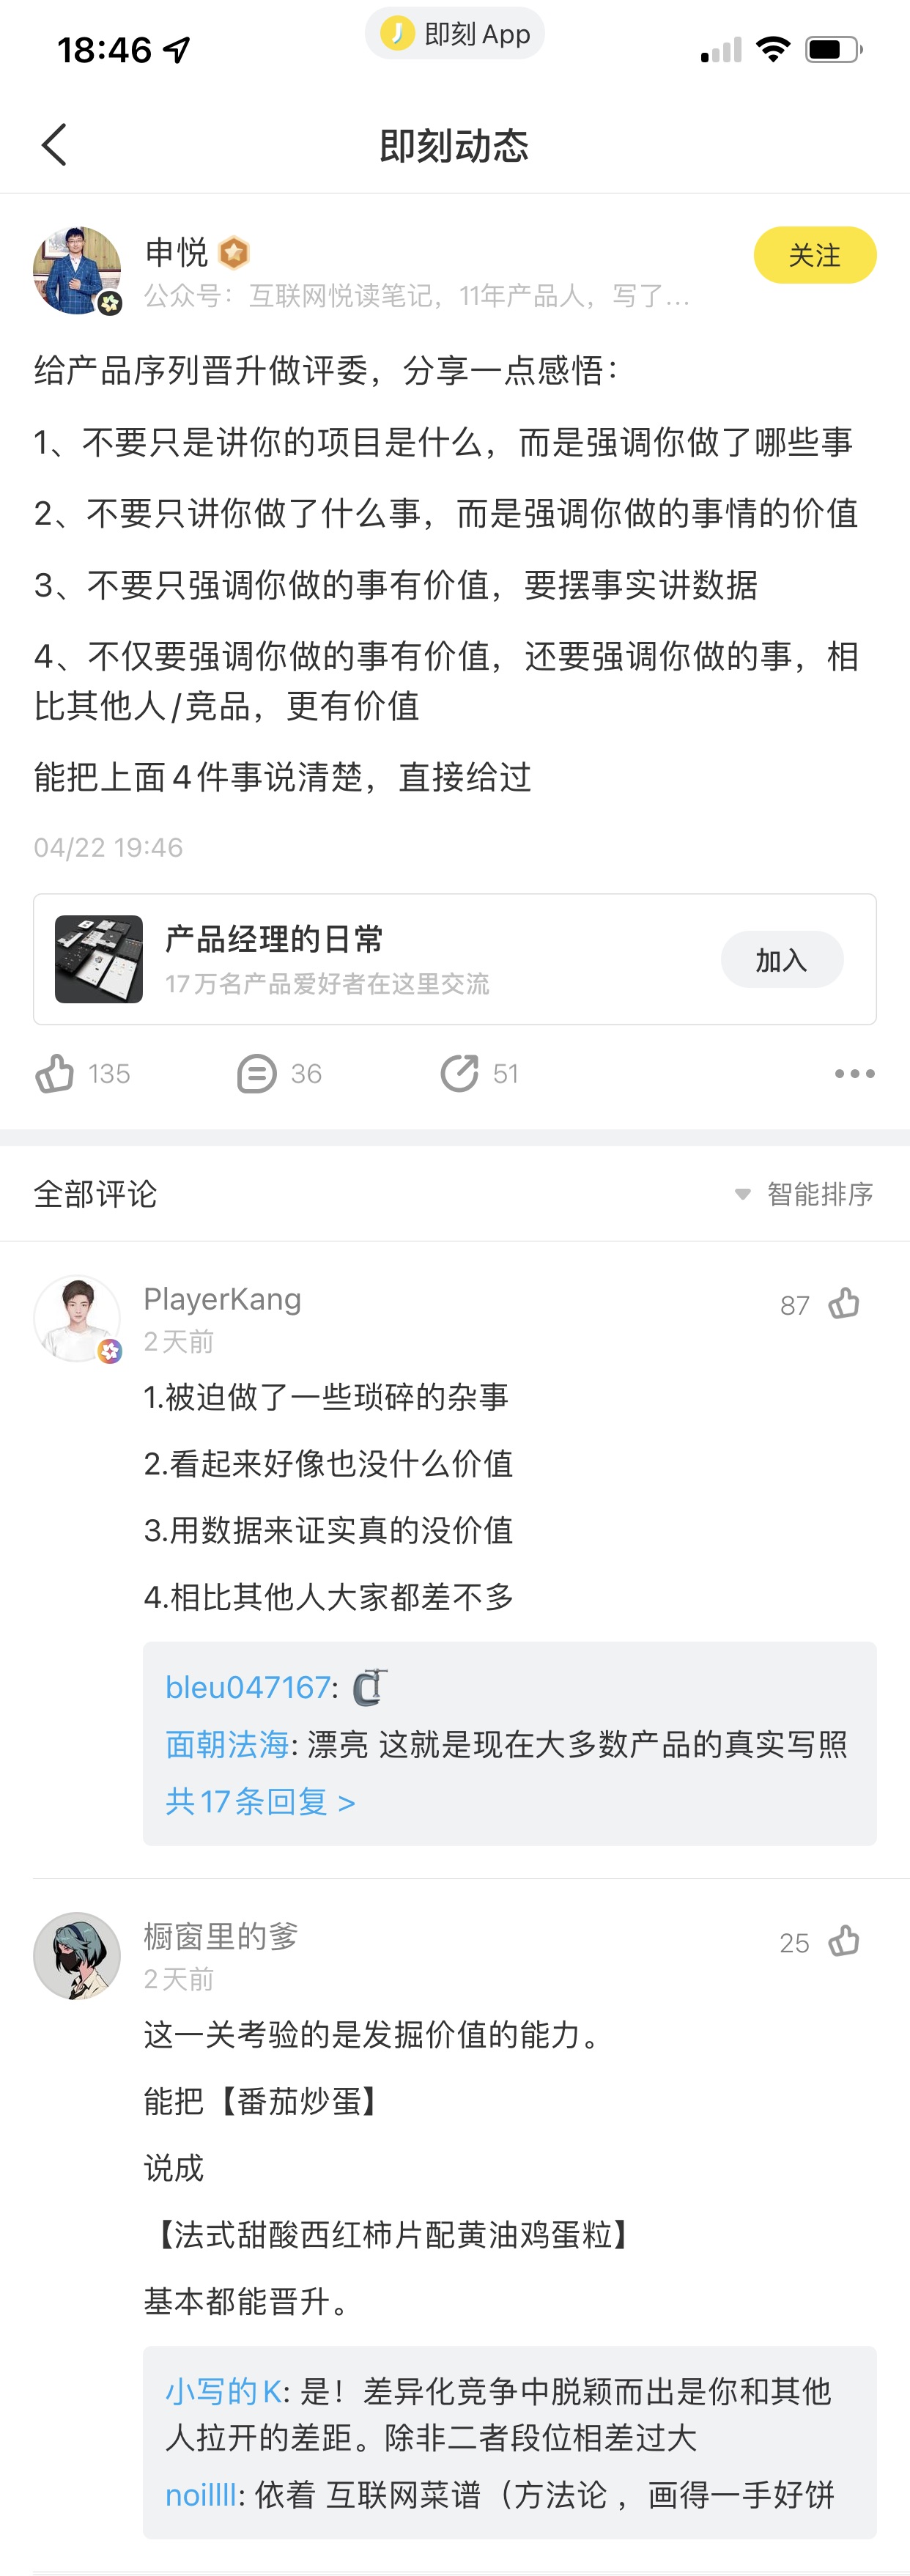 18:46
即刻 App
即刻动态
申悦
关注
公众号：互联网悦读笔记，11年产品人，写了...
给产品序列晋升做评委，分享一点感悟：
1、不要只是讲你的项目是什么，而是强调你做了哪些事
2、不要只讲你做了什么事，而是强调你做的事情的价值
3、不要只强调你做的事有价值，要摆事实讲数据
4、不仅要强调你做的事有价值，还要强调你做的事，相
比其他人/竞品，更有价值
能把上面4件事说清楚，直接给过
04/22 19:46
产品经理的日常
17万名产品爱好者在这里交流
加入
135
36
51
全部评论
智能排序
PlayerKang
87
2天前
1.被迫做了一些琐碎的杂事
2.看起来好像也没什么价值
3.用数据来证实真的没价值
4.相比其他人大家都差不多
bleu047167: 🗜
面朝法海: 漂亮 这就是现在大多数产品的真实写照
共17条回复 >
橱窗里的爹
25
2天前
这一关考验的是发掘价值的能力。
能把【番茄炒蛋】
说成
【法式甜酸西红柿片配黄油鸡蛋粒】
基本都能晋升。
小写的K: 是！差异化竞争中脱颖而出是你和其他
人拉开的差距。除非二者段位相差过大
noillll: 依着 互联网菜谱（方法论 ，画得一手好饼